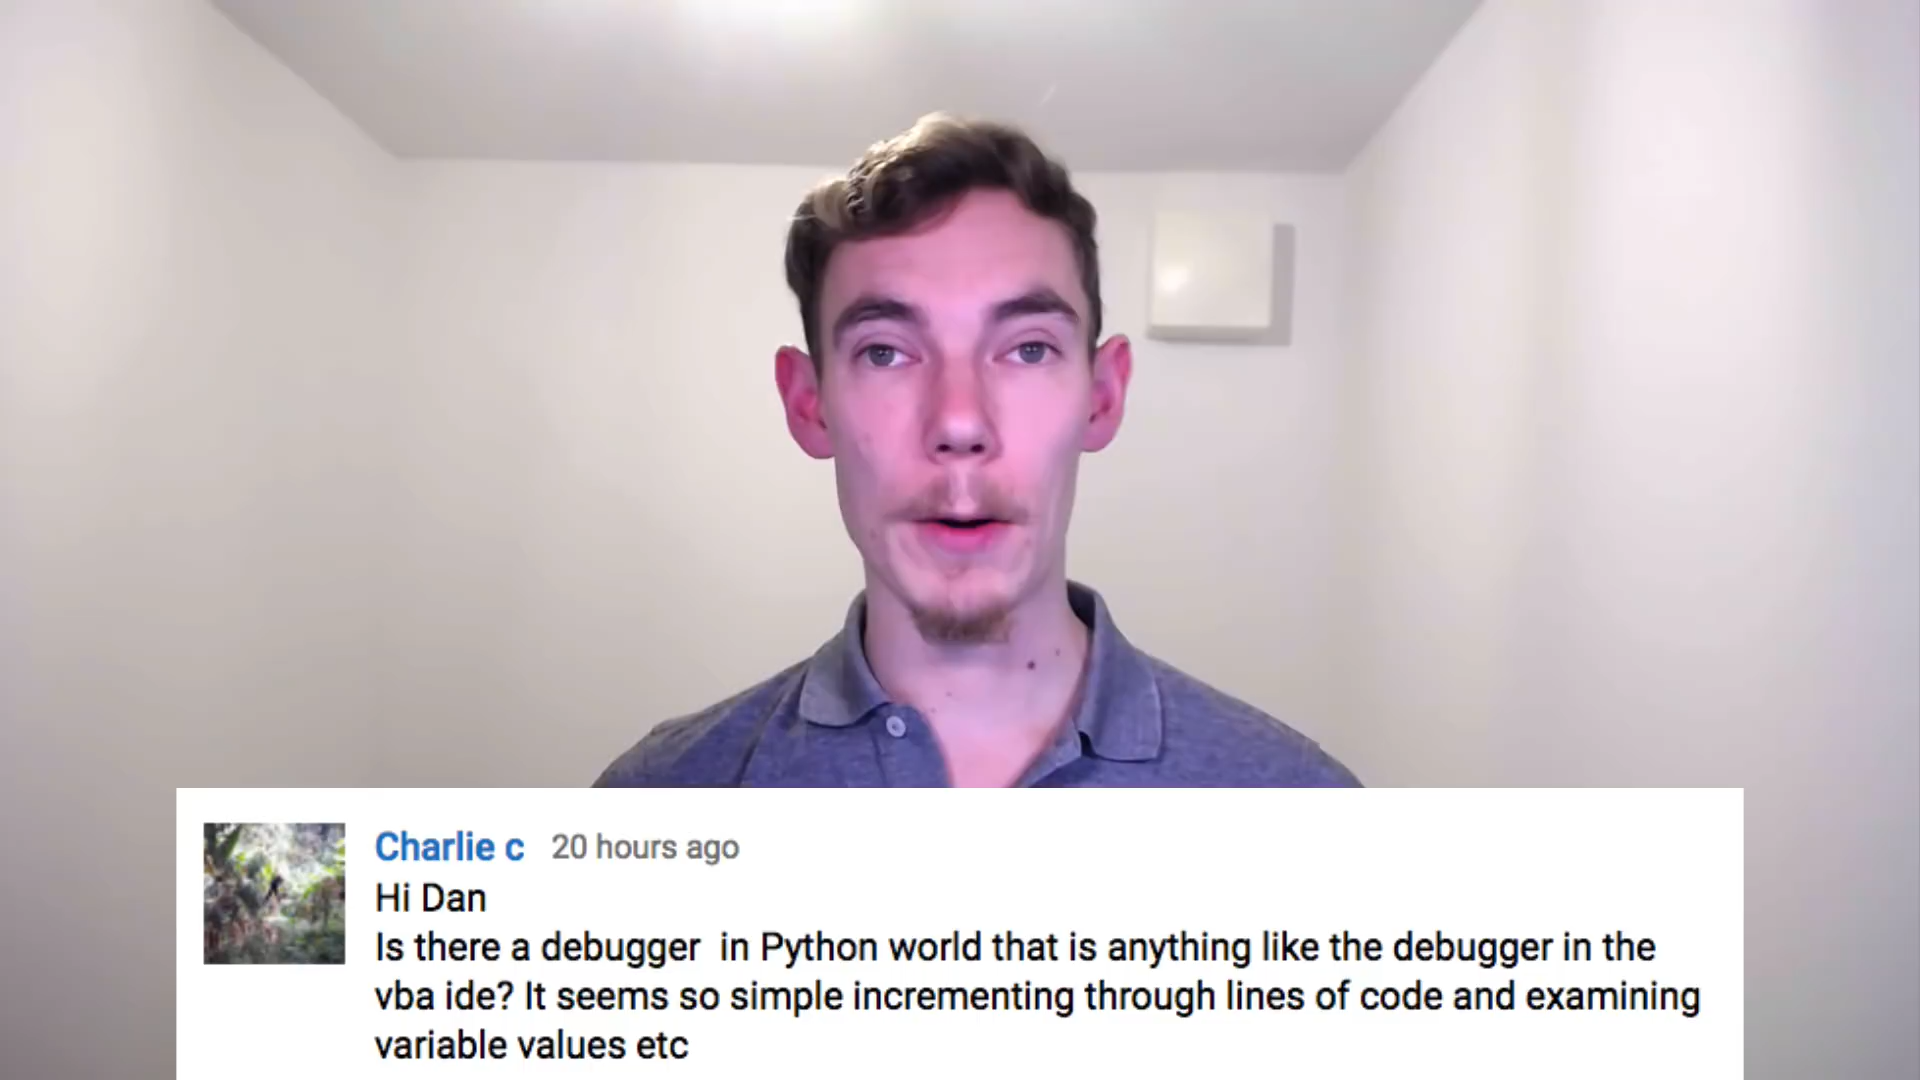 Charlie c 20 hours ago
Hi Dan
Is there a debugger  in Python world that is anything like the debugger in the
vba ide? It seems so simple incrementing through lines of code and examining
variable values etc